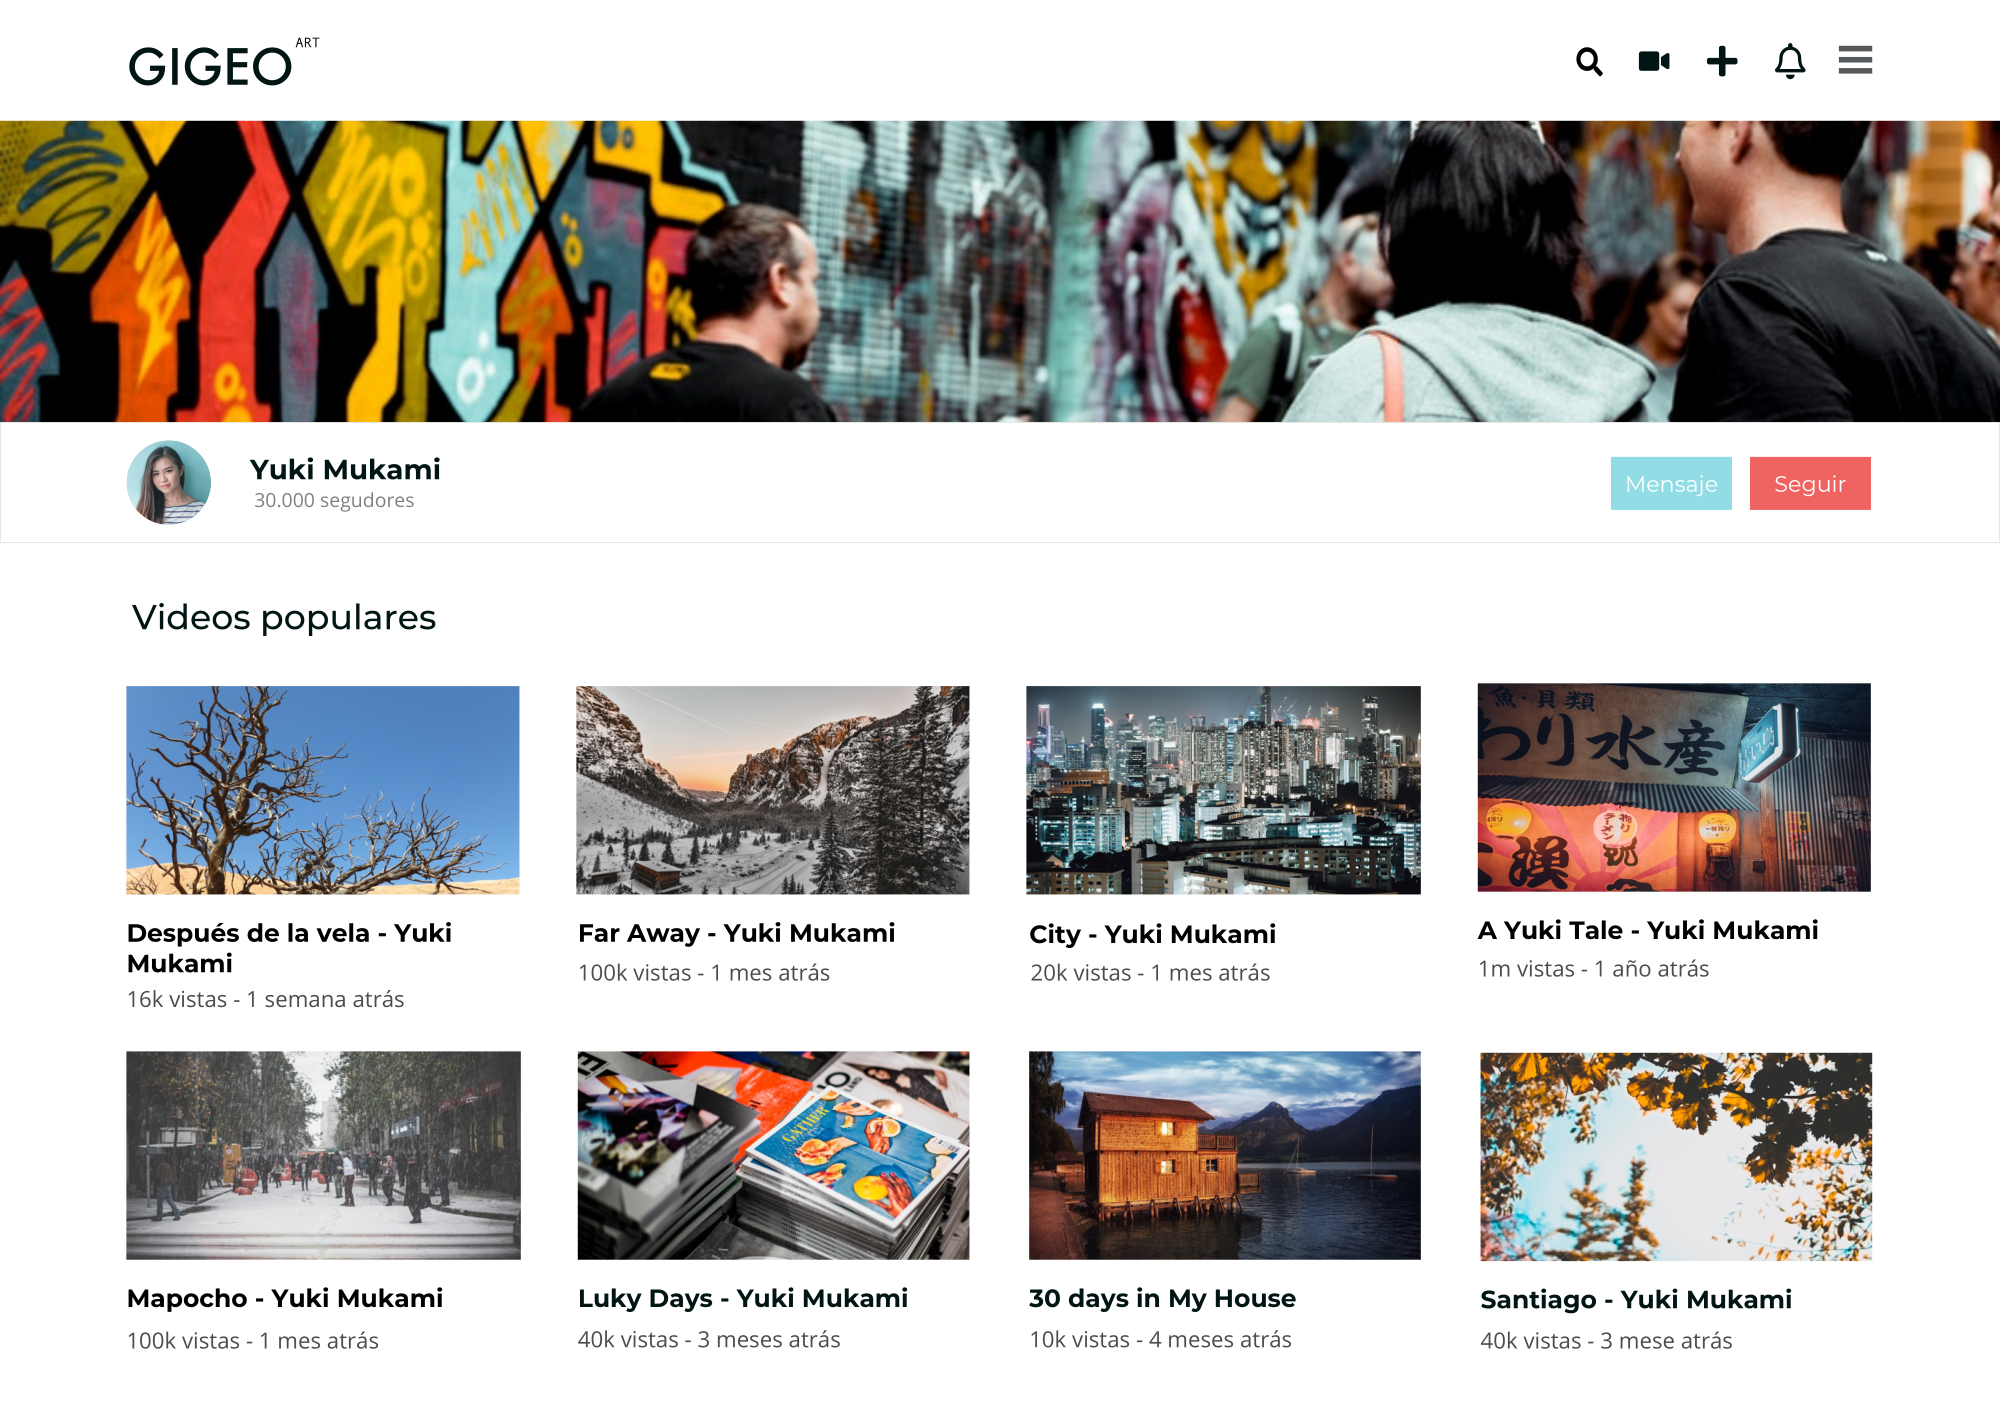 GIGEO ART
Yuki Mukami
30.000 segudores
Mensaje
Seguir
Videos populares
魚・貝類
わり水産
GATHER
Después de la vela - Yuki
Mukami
16k vistas - 1 semana atrás
Far Away - Yuki Mukami
100k vistas - 1 mes atrás
City - Yuki Mukami
20k vistas - 1 mes atrás
A Yuki Tale - Yuki Mukami
1m vistas - 1 año atrás
Mapocho - Yuki Mukami
100k vistas - 1 mes atrás
Luky Days - Yuki Mukami
40k vistas - 3 meses atrás
30 days in My House
10k vistas - 4 meses atrás
Santiago - Yuki Mukami
40k vistas - 3 mese atrás